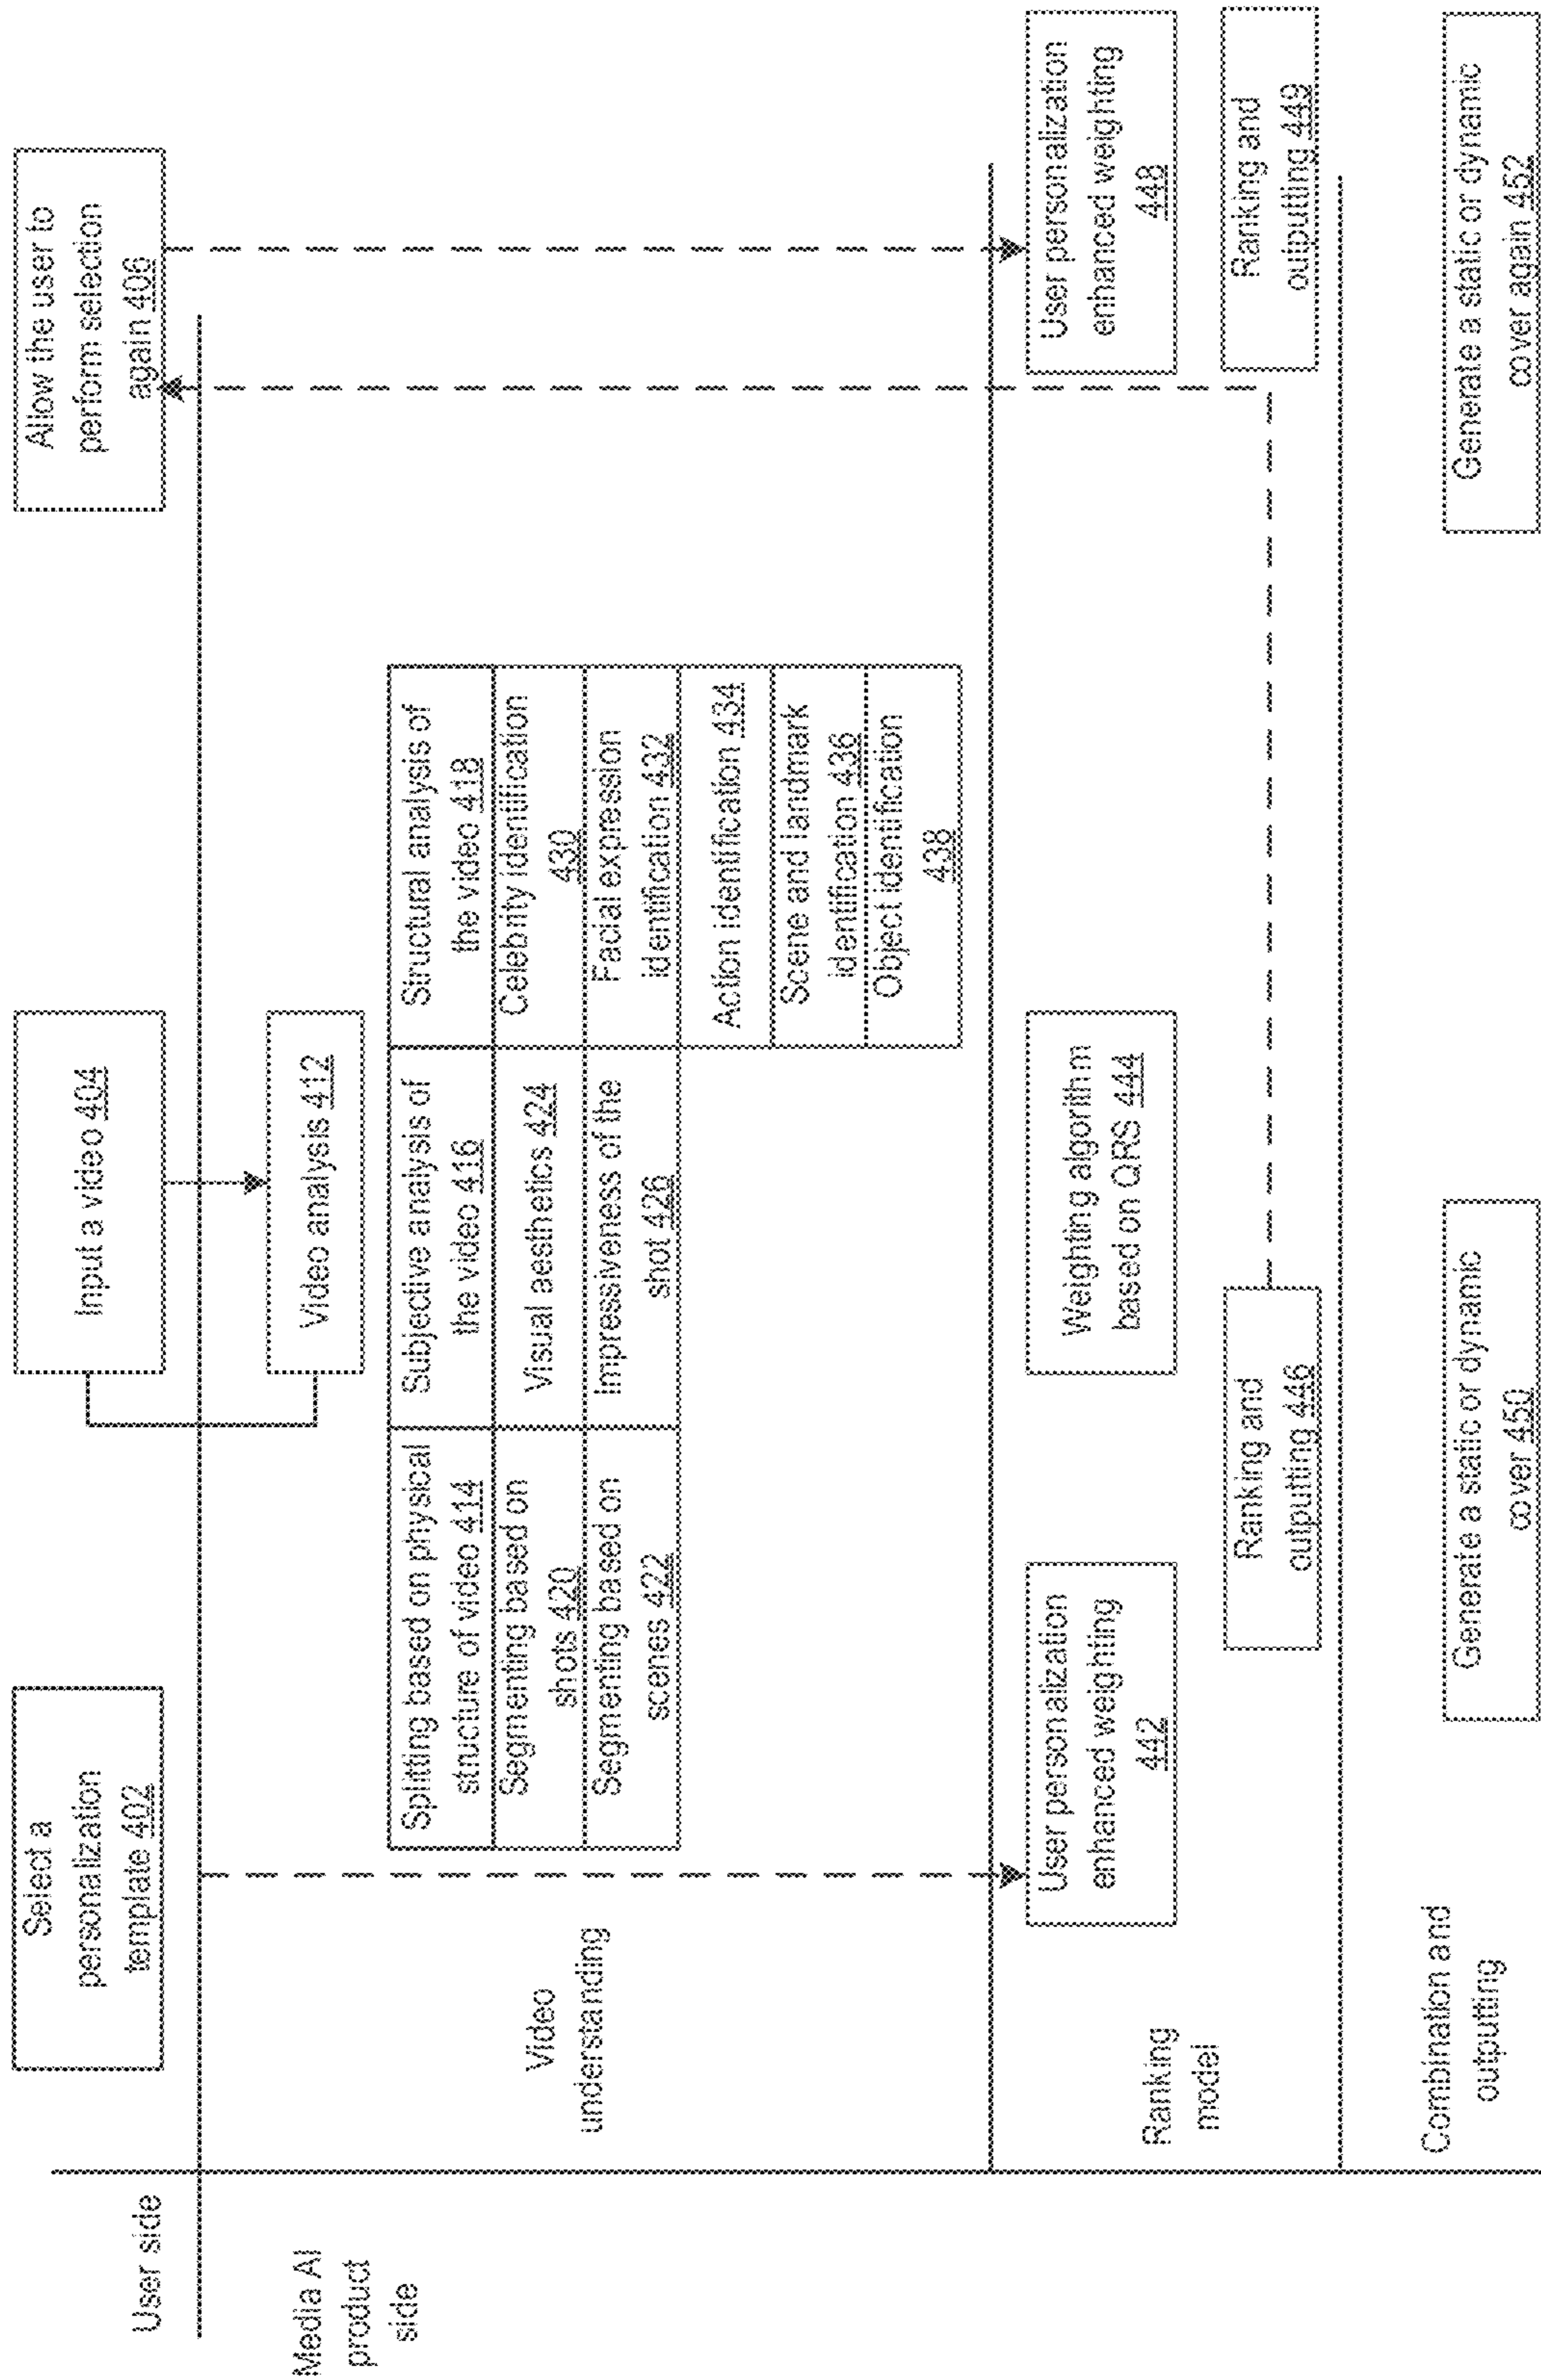 User side
Select a
personalization
template 402
Input a video 404
Allow the user to
perform selection
again 406
Media AI
product
side
Video
understanding
Video analysis 412
Splitting based on physical
structure of video 414
Subjective analysis of
the video 416
Structural analysis of
the video 418
Segmenting based on
shots 420
Visual aesthetics 424
Celebrity identification
430
Segmenting based on
scenes 422
Impressiveness of the
shot 426
Facial expression
identification 432
Action identification 434
Scene and landmark
identification 436
Object identification
438
Ranking
model
User personalization
enhanced weighting
442
Weighting algorithm
based on QRS 444
User personalization
enhanced weighting
448
Ranking and
outputting 446
Ranking and
outputting 449
Combination and
outputting
Generate a static or dynamic
cover 450
Generate a static or dynamic
cover again 452